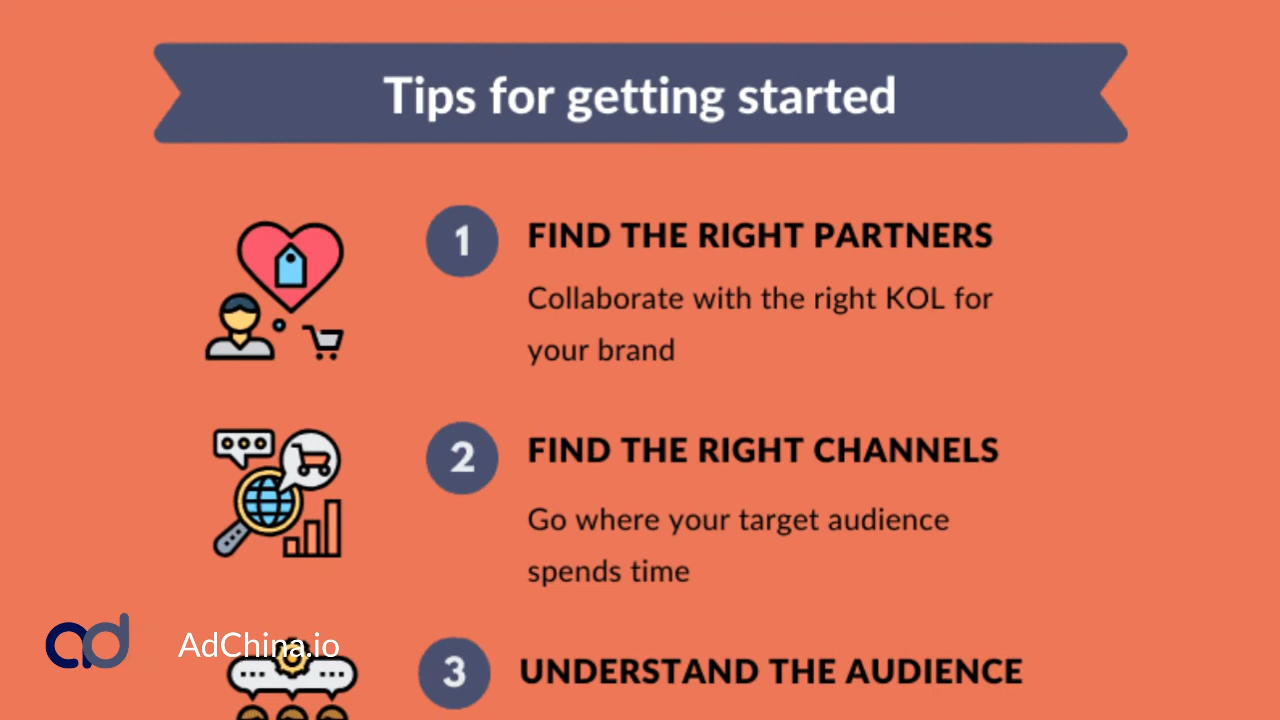 Tips for getting started
1
FIND THE RIGHT PARTNERS
Collaborate with the right KOL for
your brand
2
FIND THE RIGHT CHANNELS
Go where your target audience
spends time
3
UNDERSTAND THE AUDIENCE
ad AdChina.io